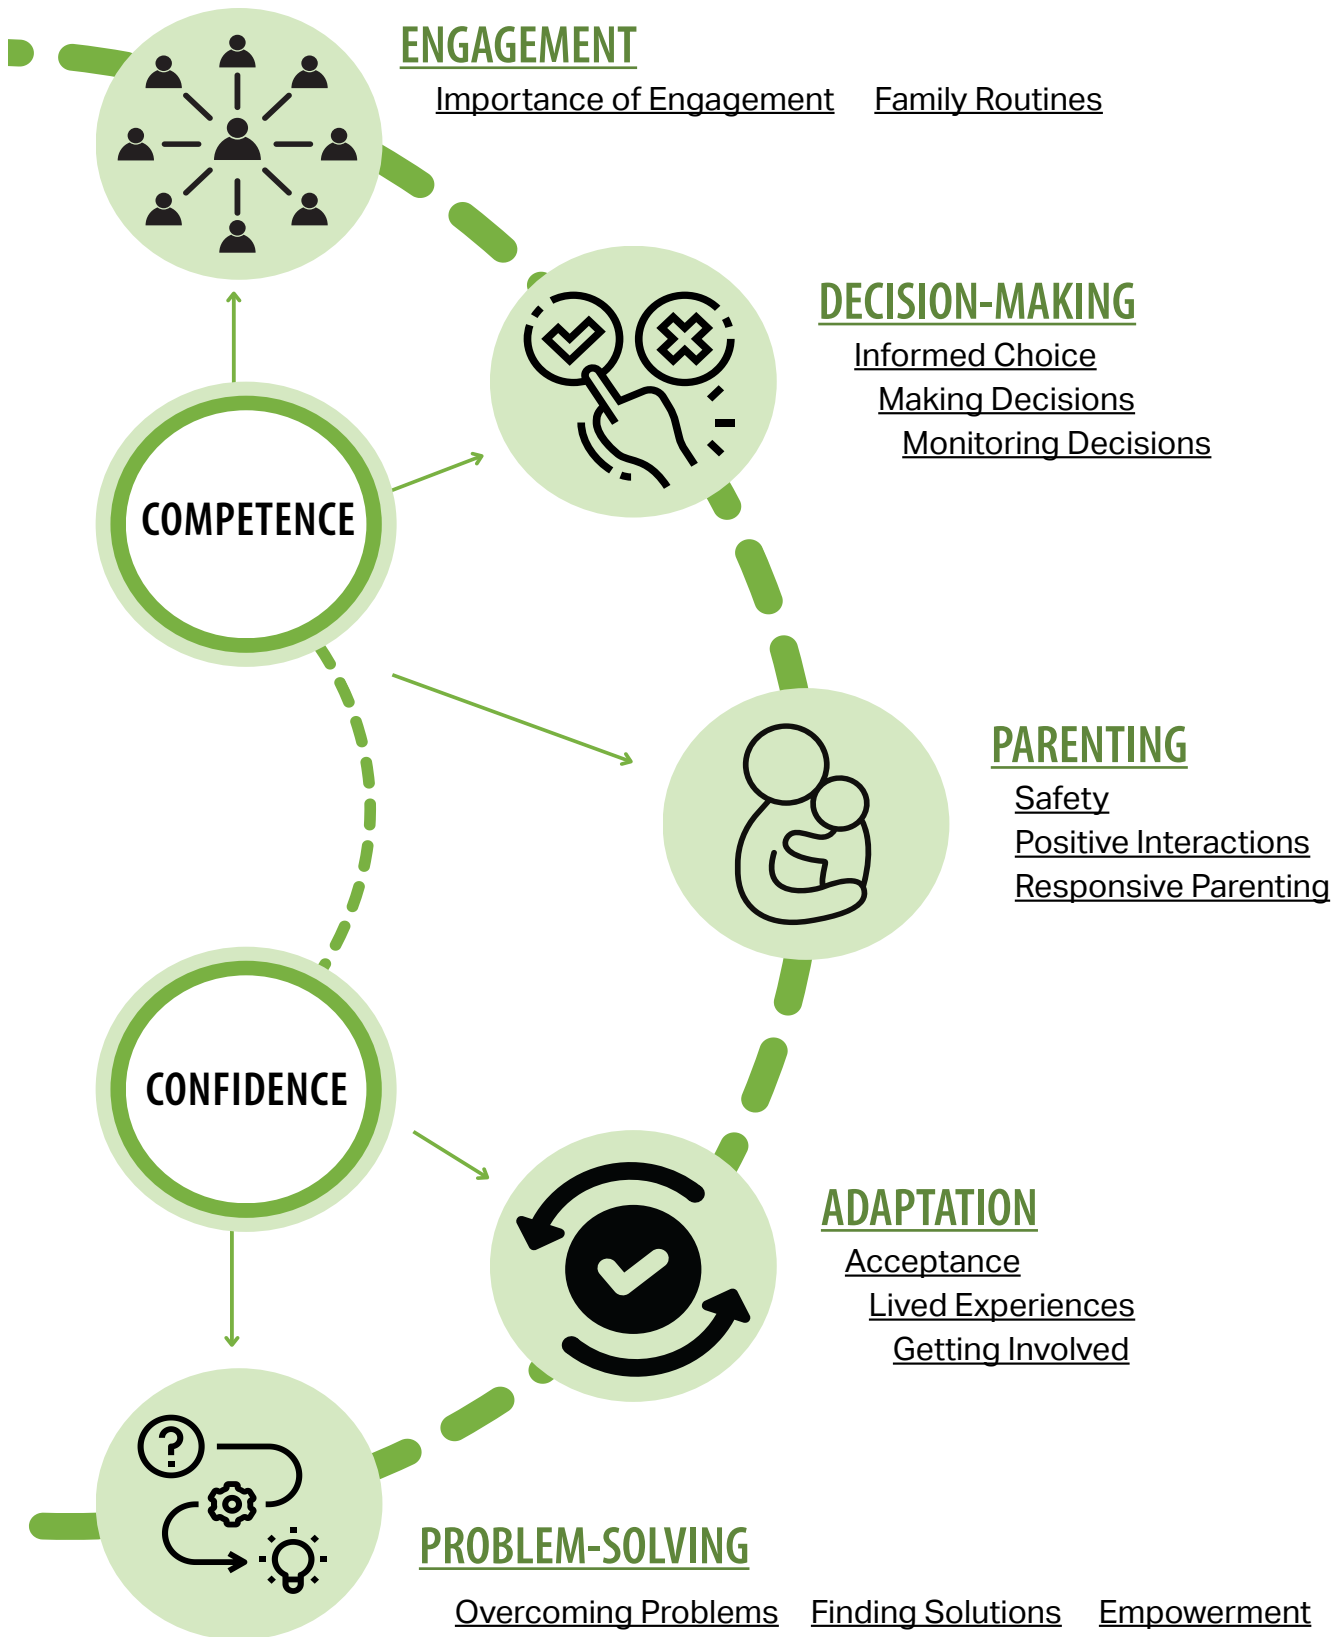 ENGAGEMENT
Importance of Engagement Family Routines
DECISION-MAKING
Informed Choice
Making Decisions
Monitoring Decisions
COMPETENCE
PARENTING
Safety
Positive Interactions
Responsive Parenting
CONFIDENCE
ADAPTATION
Acceptance
Lived Experiences
Getting Involved
?
PROBLEM-SOLVING
Overcoming Problems Finding Solutions Empowerment